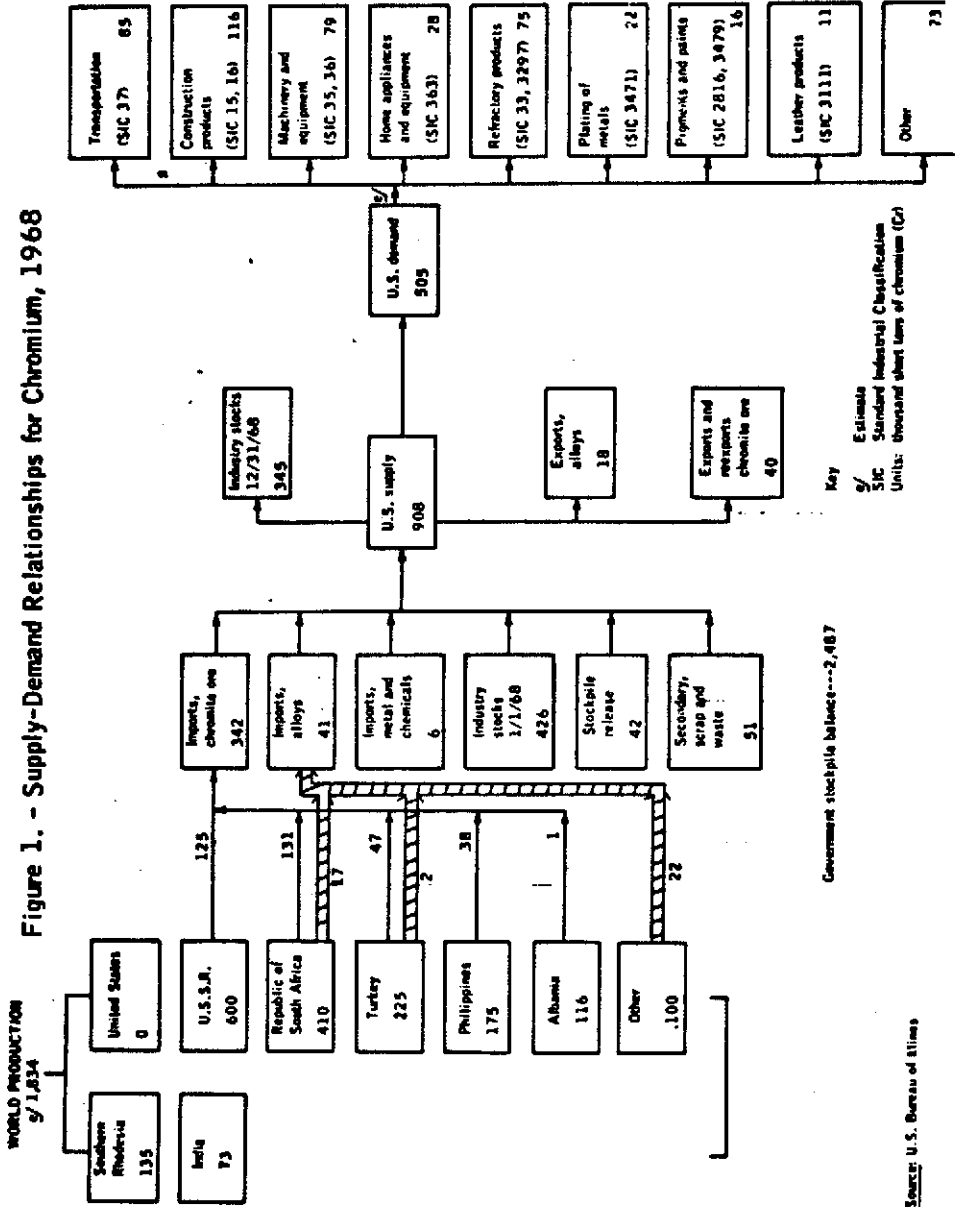 Figure 1. - Supply-Demand Relationships for Chromium, 1968
WORLD PRODUCTION
e/ 1,834
Southern
Rhodesia
135
India
73
United States
0
U.S.S.R.
600
Republic of
South Africa
410
Turkey
225
Philippines
175
Albania
116
Other
.100
125
131
17
47
2
38
1
22
Imports,
chromite ore
342
Imports,
alloys
41
Imports,
metal and
chemicals
6
Industry
stocks
1/1/68
426
Stockpile
release
42
Secondary,
scrap and
waste
51
Government stockpile balance---2,487
Industry stocks
12/31/68
345
U.S. supply
908
Exports,
alloys
18
Exports and
reexports
chromite ore
40
U.S. demand
505
e/
Transportation
(SIC 37) 85
Construction
products
(SIC 15, 16) 116
Machinery and
equipment
(SIC 35, 36) 79
Home appliances
and equipment
(SIC 363) 28
Refractory products
(SIC 33, 3297) 75
Plating of
metals
(SIC 3471) 22
Pigments and paints
(SIC 2816, 3479)
16
Leather products
(SIC 3111) 11
Other
73
Key
e/ Estimate
SIC Standard Industrial Classification
Units: thousand short tons of chromium (Cr)
Source: U.S. Bureau of Mines